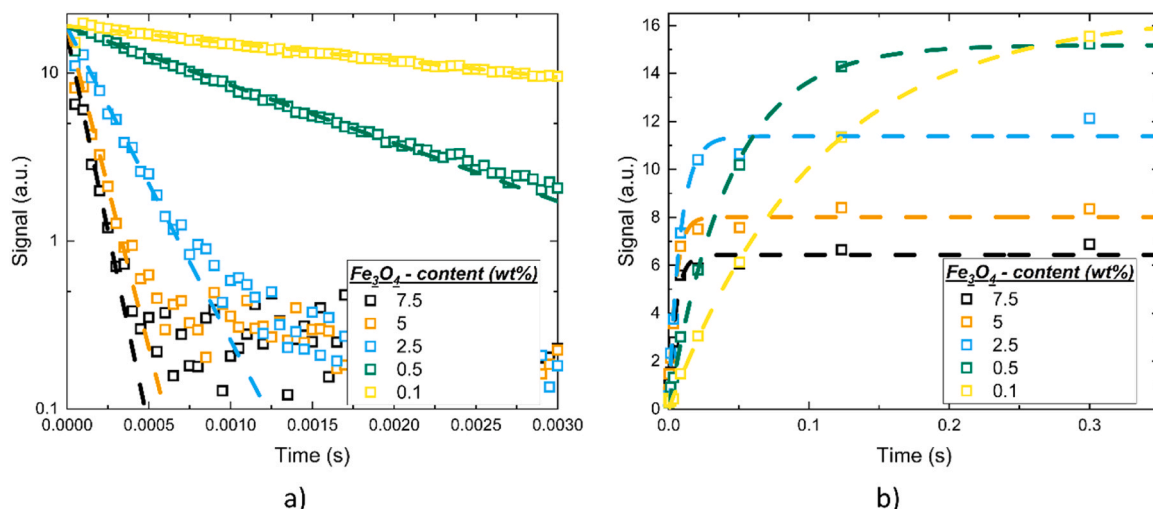 Signal (a.u.)
10
1
0.1
0.0000 0.0005 0.0010 0.0015 0.0020 0.0025 0.0030
Time (s)
Fe3O4 - content (wt%)
7.5
5
2.5
0.5
0.1
a)
Signal (a.u.)
16
14
12
10
8
6
4
2
0
0.0 0.1 0.2 0.3
Time (s)
Fe3O4 - content (wt%)
7.5
5
2.5
0.5
0.1
b)